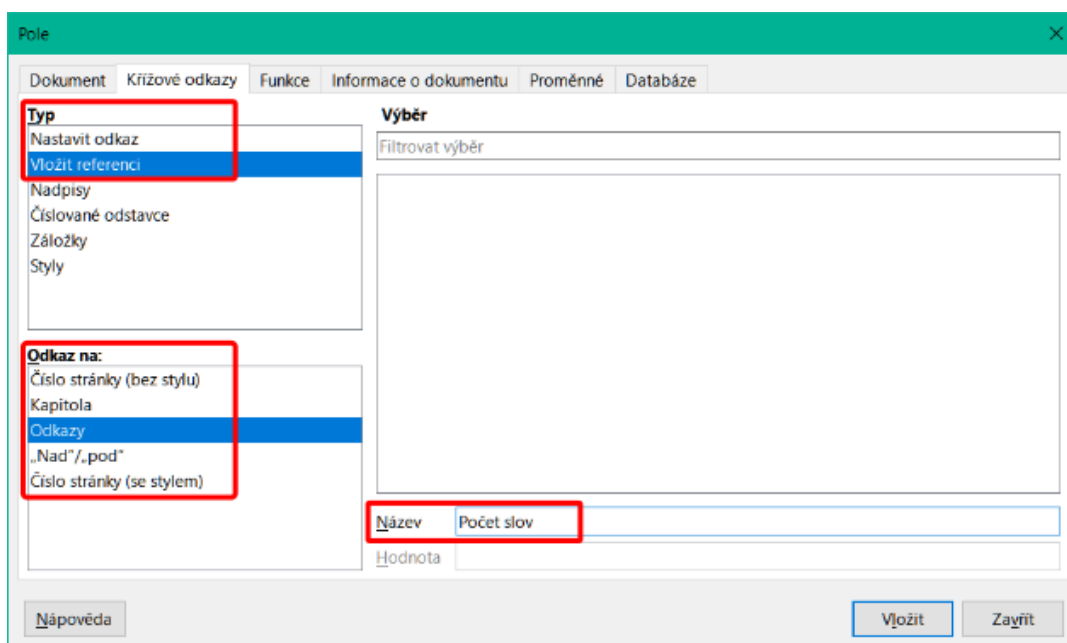 Pole
Dokument Křížové odkazy Funkce Informace o dokumentu Proměnné Databáze
Typ
Nastavit odkaz
Vložit referenci
Nadpisy
Číslované odstavce
Záložky
Styly
Výběr
Filtrovat výběr
Odkaz na:
Číslo stránky (bez stylu)
Kapitola
Odkazy
„Nad“/„pod“
Číslo stránky (se stylem)
Název Počet slov
Hodnota
Nápověda Vložit Zavřít